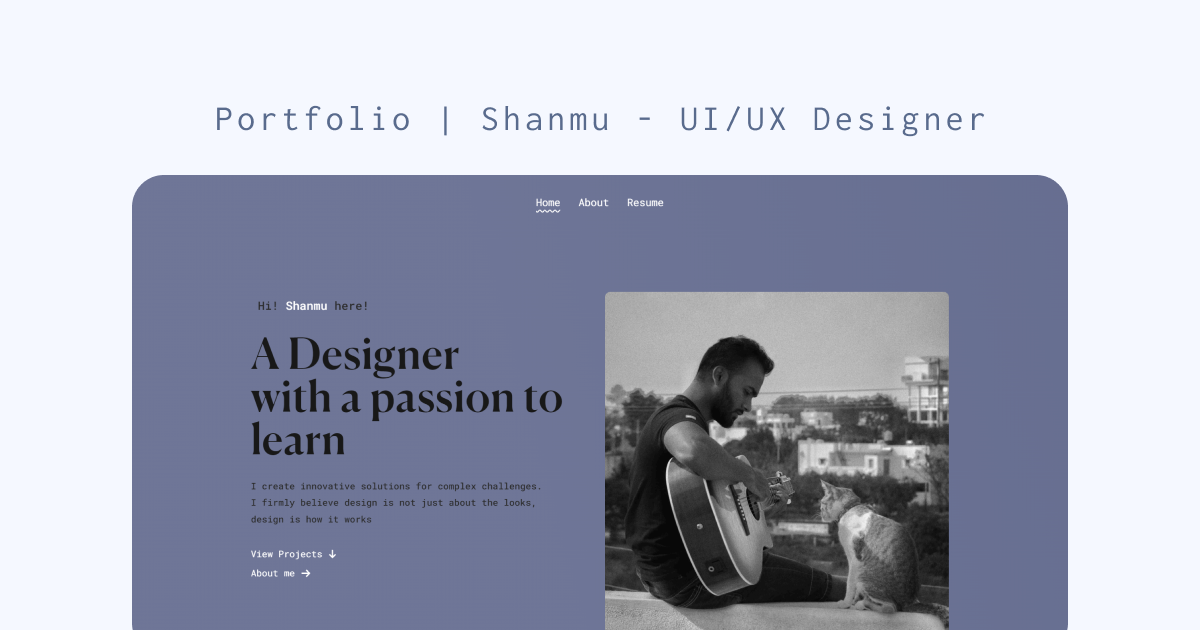 Portfolio | Shanmu - UI/UX Designer
Home About Resume
Hi! Shanmu here!
A Designer
with a passion to
learn
I create innovative solutions for complex challenges.
I firmly believe design is not just about the looks,
design is how it works
View Projects ↓
About me →